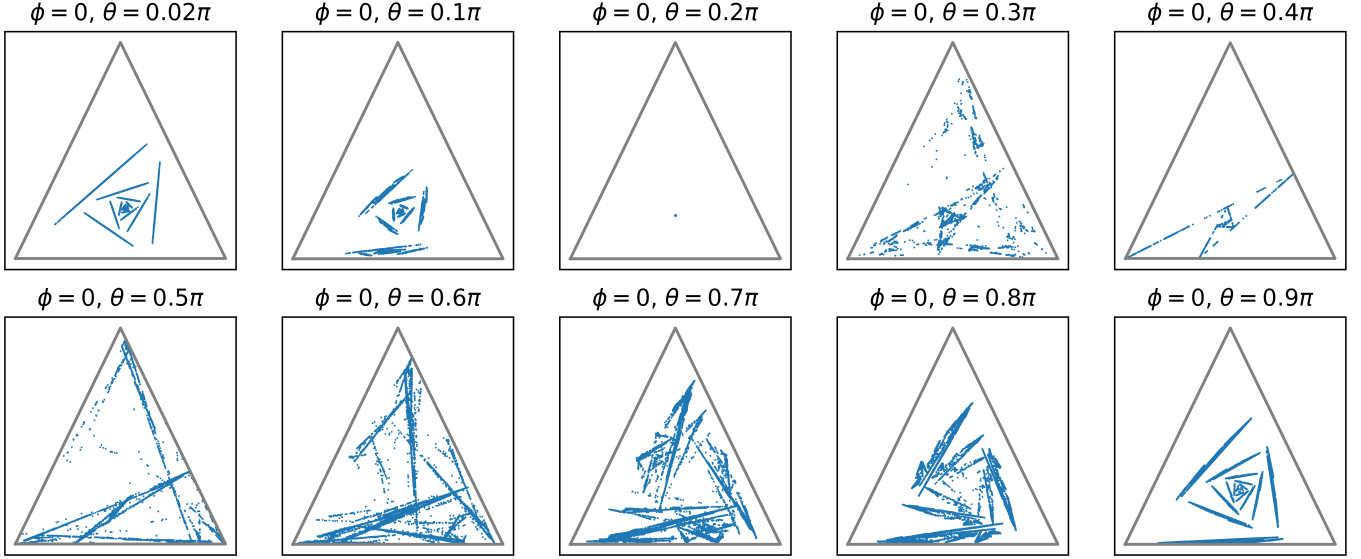 ϕ = 0, θ = 0.02π
ϕ = 0, θ = 0.1π
ϕ = 0, θ = 0.2π
ϕ = 0, θ = 0.3π
ϕ = 0, θ = 0.4π
ϕ = 0, θ = 0.5π
ϕ = 0, θ = 0.6π
ϕ = 0, θ = 0.7π
ϕ = 0, θ = 0.8π
ϕ = 0, θ = 0.9π